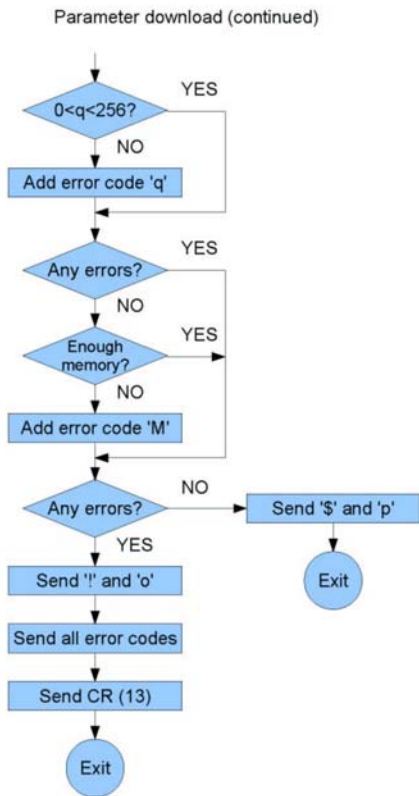 Parameter download (continued)
YES
0<q<256?
NO
Add error code 'q'
YES
Any errors?
NO
Enough
memory?
YES
NO
Add error code 'M'
Any errors?
NO
Send '$' and 'p'
YES
Exit
Send '!' and 'o'
Send all error codes
Send CR (13)
Exit